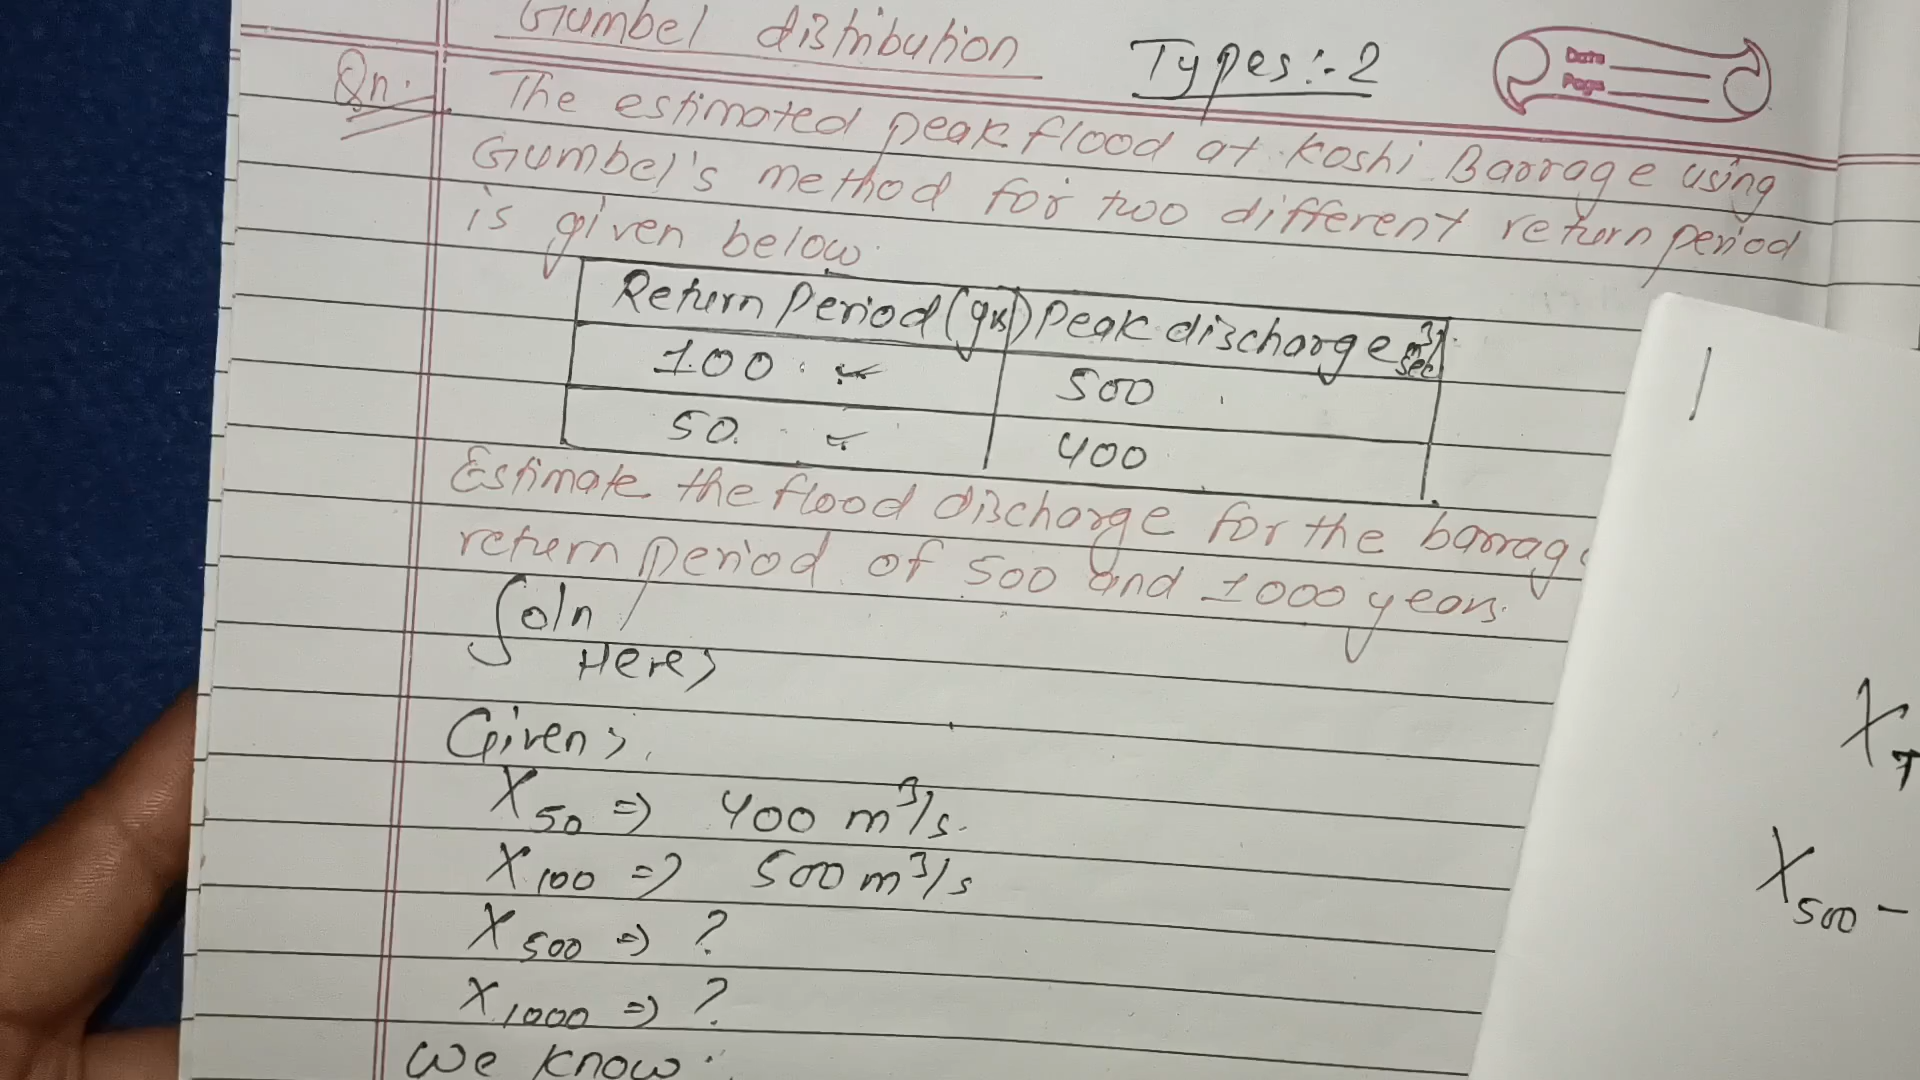 Gumbel distribution Types:-2
Date
Page
Qn. The estimated peak flood at Koshi Barrage using
Gumbel's method for two different return period
is given below
Return Period (yrs) Peak discharge m³/sec
100 500
50 400
Estimate the flood discharge for the barrage
return period of 500 and 1000 years.
Soln
Here,
Given,
X50 => 400 m³/s.
X100 => 500 m³/s
X500 => ?
X1000 => ?
We know:
XT
X500 -